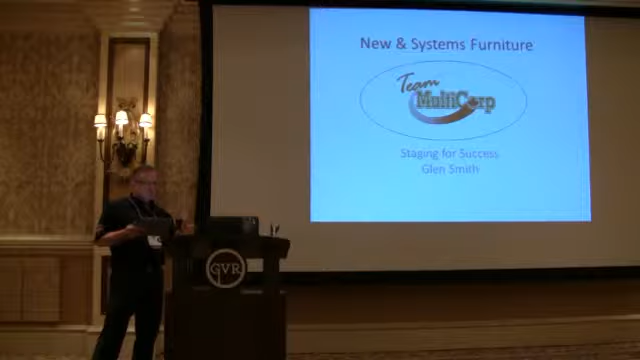 New & Systems Furniture
Team
MultiCorp
Staging for Success
Glen Smith
GVR